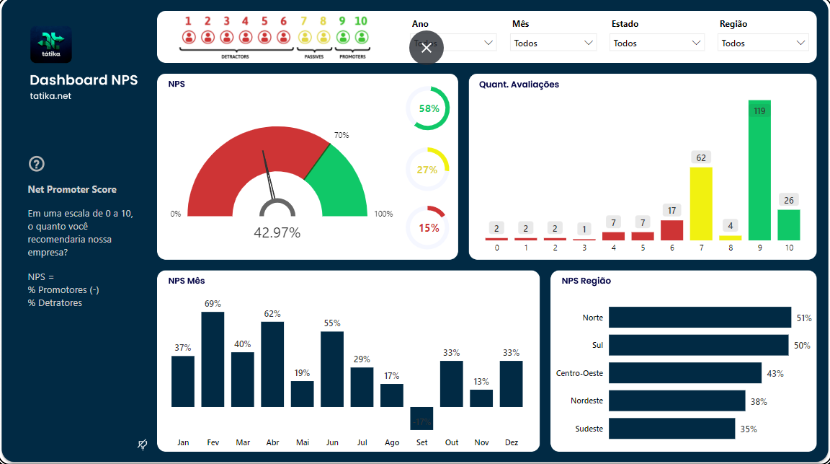 1 2 3 4 5 6 7 8 9 10
DETRACTORS PASSIVES PROMOTERS
Ano Mês Estado Região
Todos Todos Todos
tátika
Dashboard NPS
tatika.net
Net Promoter Score
Em uma escala de 0 a 10,
o quanto você
recomendaria nossa
empresa?
NPS =
% Promotores (-)
% Detratores
NPS
0%
70%
100%
42.97%
58%
27%
15%
Quant. Avaliações
2 2 2 1 7 7 17 62 4 119 26
0 1 2 3 4 5 6 7 8 9 10
NPS Mês
37% 69% 40% 62% 19% 55% 29% 17% 33% 13% 33%
Jan Fev Mar Abr Mai Jun Jul Ago Set Out Nov Dez
NPS Região
Norte 51%
Sul 50%
Centro-Oeste 43%
Nordeste 38%
Sudeste 35%